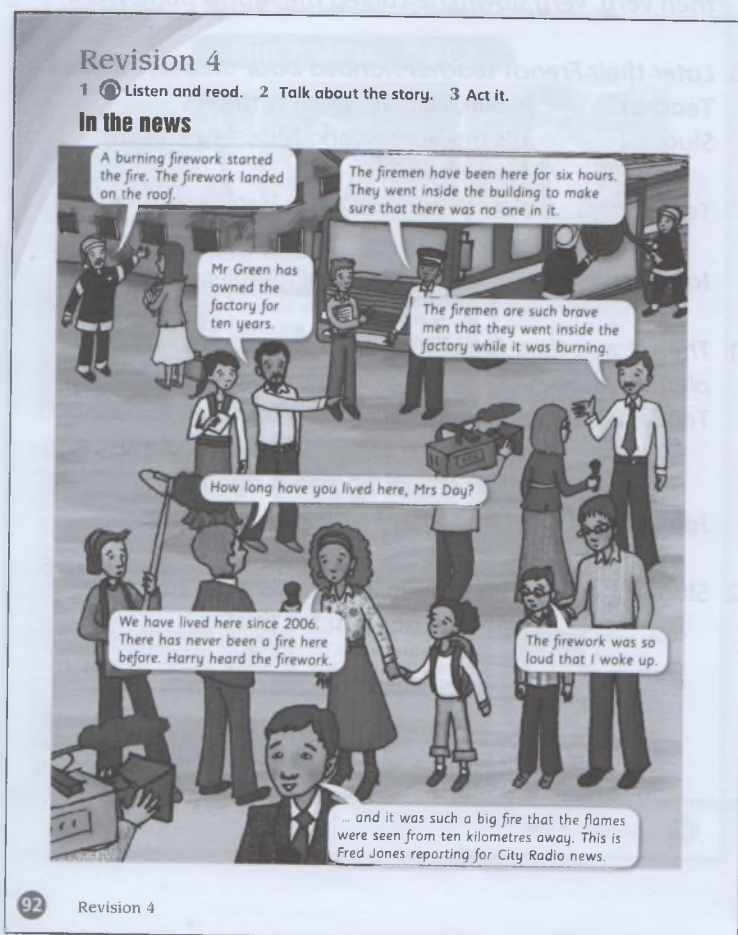 Revision 4
1 Listen and read. 2 Talk about the story. 3 Act it.
In the news
A burning firework started
the fire. The firework landed
on the roof.
The firemen have been here for six hours.
They went inside the building to make
sure that there was no one in it.
Mr Green has
owned the
factory for
ten years.
The firemen are such brave
men that they went inside the
factory while it was burning.
How long have you lived here, Mrs Day?
We have lived here since 2006.
There has never been a fire here
before. Harry heard the firework.
The firework was so
loud that I woke up.
... and it was such a big fire that the flames
were seen from ten kilometres away. This is
Fred Jones reporting for City Radio news.
92 Revision 4